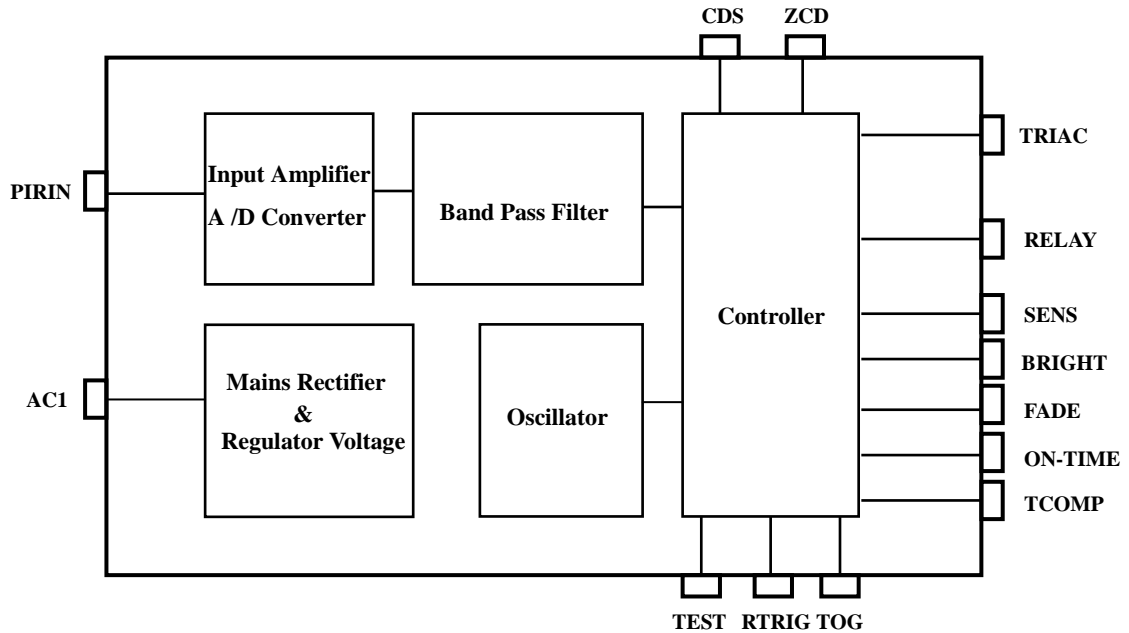 CDS
ZCD
TRIAC
Input Amplifier
A /D Converter
PIRIN
Band Pass Filter
RELAY
Controller
SENS
BRIGHT
Mains Rectifier
&
Regulator Voltage
AC1
Oscillator
FADE
ON-TIME
TCOMP
TEST
RTRIG
TOG